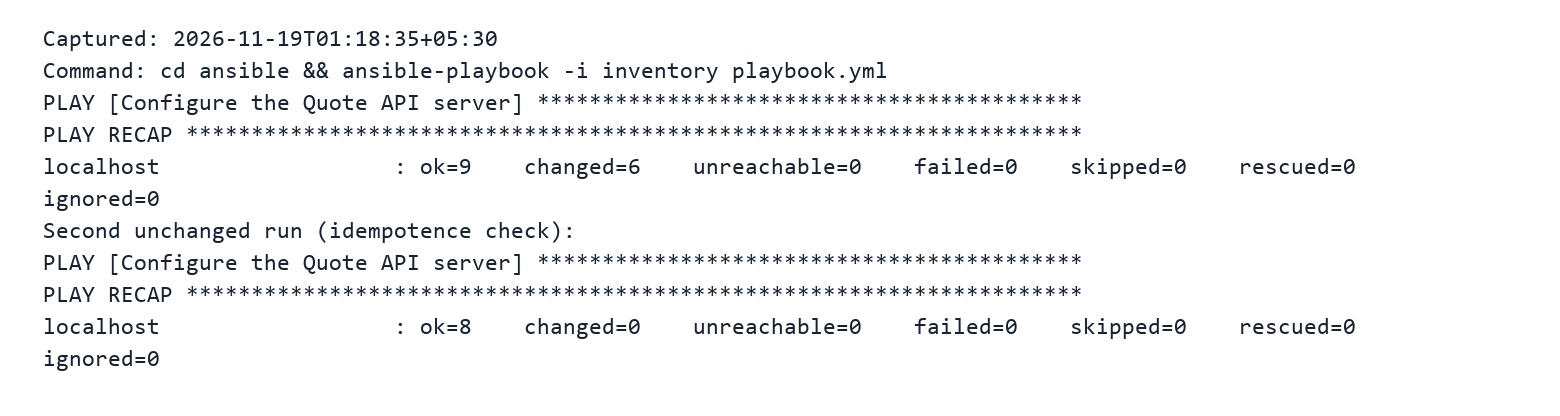 Captured: 2026-11-19T01:18:35+05:30
Command: cd ansible && ansible-playbook -i inventory playbook.yml
PLAY [Configure the Quote API server] ******************************************
PLAY RECAP *********************************************************************
localhost                  : ok=9    changed=6    unreachable=0    failed=0    skipped=0    rescued=0
ignored=0
Second unchanged run (idempotence check):
PLAY [Configure the Quote API server] ******************************************
PLAY RECAP *********************************************************************
localhost                  : ok=8    changed=0    unreachable=0    failed=0    skipped=0    rescued=0
ignored=0